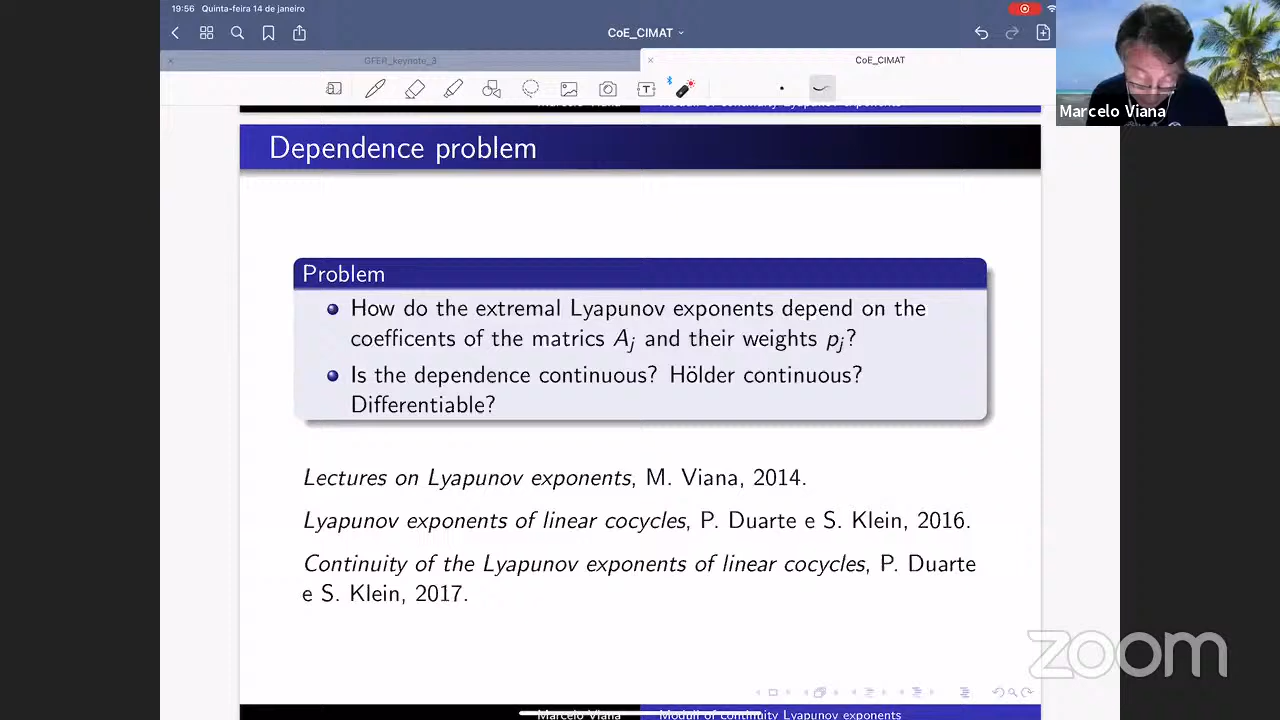 19:56 Quinta-feira 14 de janeiro
CoE_CIMAT
GFER_keynote_3
CoE_CIMAT
T
Marcelo Viana
Dependence problem
Problem
How do the extremal Lyapunov exponents depend on the
coefficents of the matrics Aj and their weights pj?
Is the dependence continuous? Hölder continuous?
Differentiable?
Lectures on Lyapunov exponents, M. Viana, 2014.
Lyapunov exponents of linear cocycles, P. Duarte e S. Klein, 2016.
Continuity of the Lyapunov exponents of linear cocycles, P. Duarte
e S. Klein, 2017.
zoom
Marcelo Viana
Moduli of continuity Lyapunov exponents